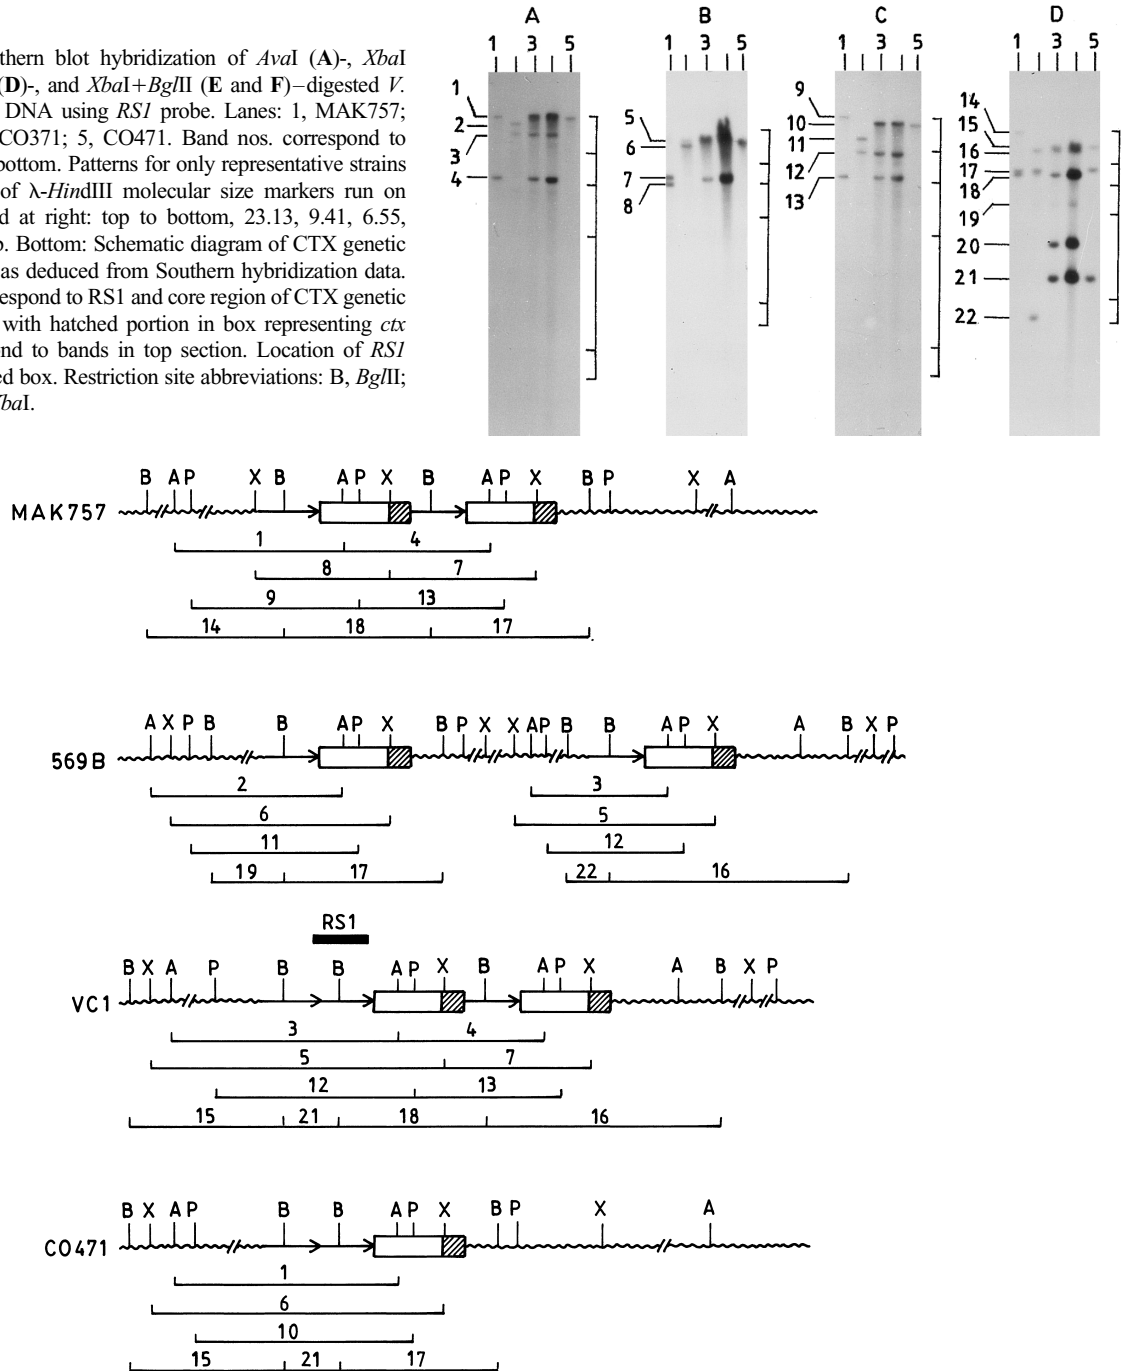 thern blot hybridization of AvaI (A)-, XbaI
(D)-, and XbaI+BglII (E and F)–digested V.
DNA using RS1 probe. Lanes: 1, MAK757;
CO371; 5, CO471. Band nos. correspond to
bottom. Patterns for only representative strains
of λ-HindIII molecular size markers run on
d at right: top to bottom, 23.13, 9.41, 6.55,
. Bottom: Schematic diagram of CTX genetic
as deduced from Southern hybridization data.
espond to RS1 and core region of CTX genetic
with hatched portion in box representing ctx
nd to bands in top section. Location of RS1
ed box. Restriction site abbreviations: B, BglII;
baI.
A B C D
1 3 5 1 3 5 1 3 5 1 3 5
1
2
3
4
5
6
7
8
9
10
11
12
13
14
15
16
17
18
19
20
21
22
B A P X B A P X B A P X B P X A
MAK757
1 4
8 7
9 13
14 18 17
A X P B B A P X B P X X A P B B A P X A B X P
569B
2 3
6 5
11 12
19 17 22 16
RS1
B X A P B B A P X B A P X A B X P
VC1
3 4
5 7
12 13
15 21 18 16
B X A P B B A P X B P X A
CO471
1
6
10
15 21 17